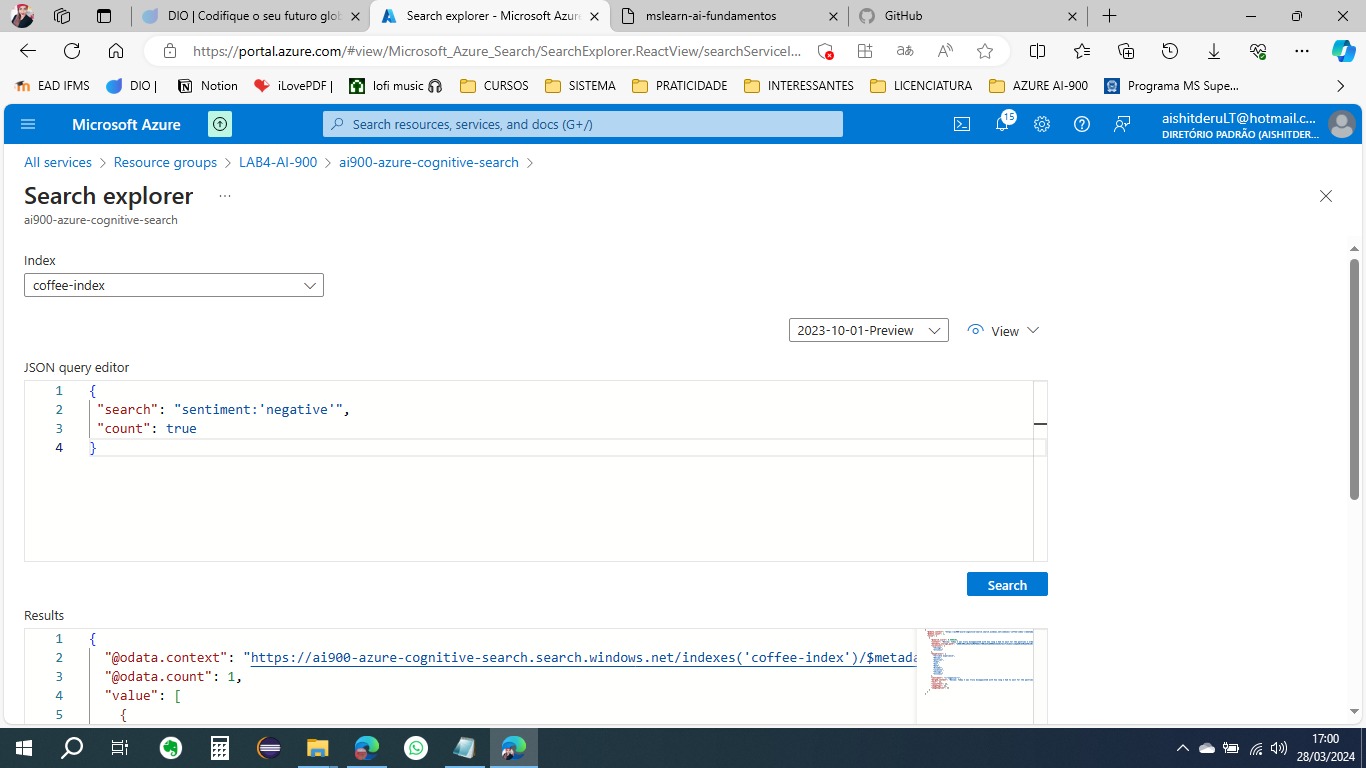 DIO | Codifique o seu futuro glob
Search explorer - Microsoft Azure
mslearn-ai-fundamentos
GitHub
https://portal.azure.com/#view/Microsoft_Azure_Search/SearchExplorer.ReactView/searchServiceI...
EAD IFMS
DIO |
Notion
iLovePDF |
lofi music
CURSOS
SISTEMA
PRATICIDADE
INTERESSANTES
LICENCIATURA
AZURE AI-900
Programa MS Supe...
Microsoft Azure
Search resources, services, and docs (G+/)
15
aishitderuLT@hotmail.c...
DIRETÓRIO PADRÃO (AISHITDER...
All services > Resource groups > LAB4-AI-900 > ai900-azure-cognitive-search >
Search explorer ...
ai900-azure-cognitive-search
Index
coffee-index
2023-10-01-Preview
View
JSON query editor
1 {
2 "search": "sentiment:'negative'",
3 "count": true
4 }
Search
Results
1 {
2 "@odata.context": "https://ai900-azure-cognitive-search.search.windows.net/indexes('coffee-index')/$metada
3 "@odata.count": 1,
4 "value": [
5 {
17:00
28/03/2024